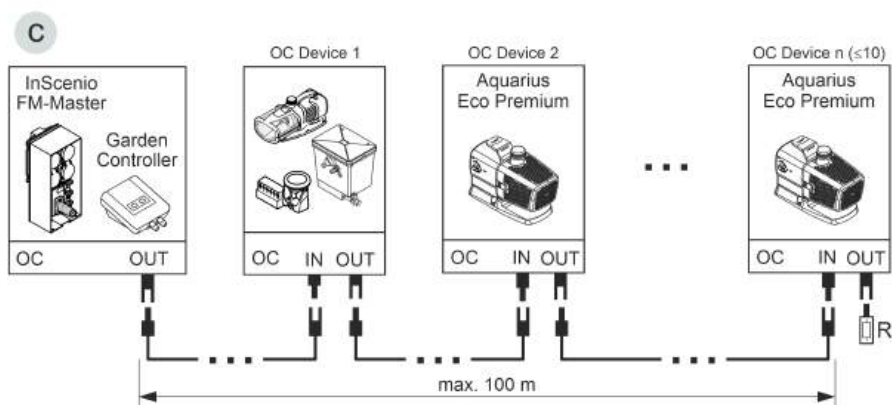 C
OC Device 1
OC Device 2
OC Device n (≤10)
InScenio
FM-Master
Garden
Controller
Aquarius
Eco Premium
Aquarius
Eco Premium
OC OUT
OC IN OUT
OC IN OUT
OC IN OUT
R
max. 100 m